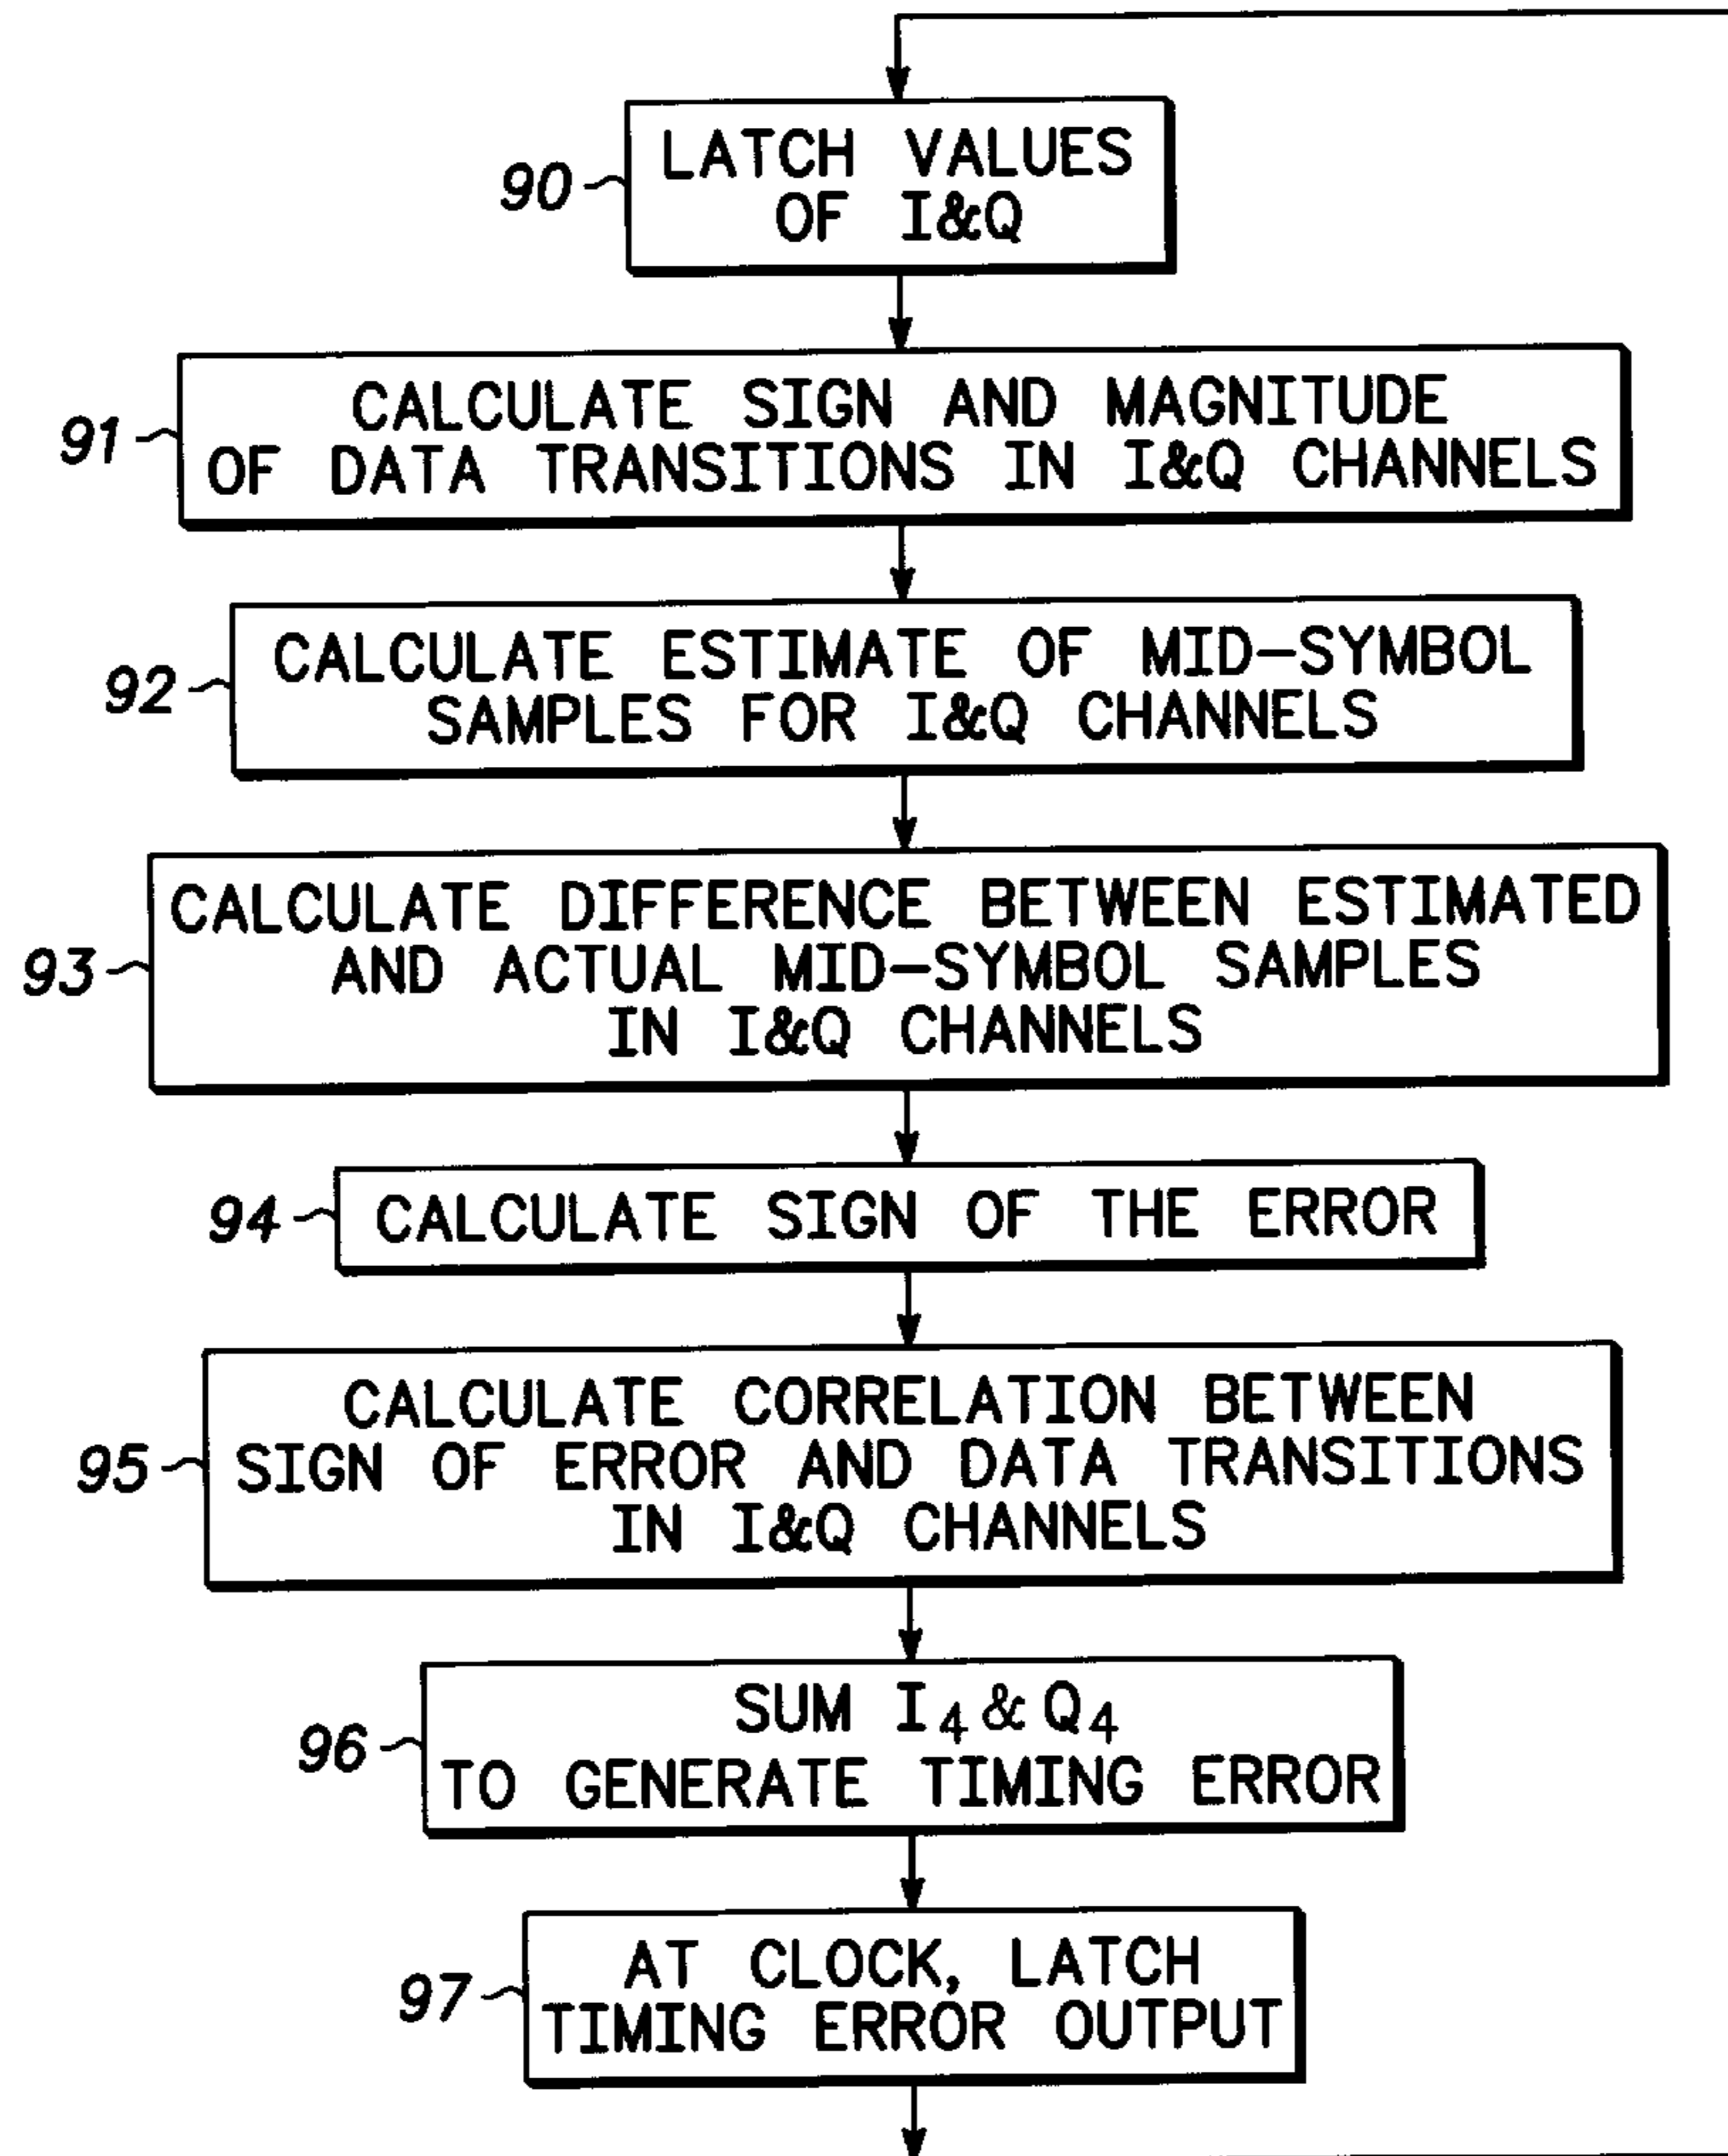 90
LATCH VALUES
OF I&Q
91
CALCULATE SIGN AND MAGNITUDE
OF DATA TRANSITIONS IN I&Q CHANNELS
92
CALCULATE ESTIMATE OF MID-SYMBOL
SAMPLES FOR I&Q CHANNELS
93
CALCULATE DIFFERENCE BETWEEN ESTIMATED
AND ACTUAL MID-SYMBOL SAMPLES
IN I&Q CHANNELS
94
CALCULATE SIGN OF THE ERROR
95
CALCULATE CORRELATION BETWEEN
SIGN OF ERROR AND DATA TRANSITIONS
IN I&Q CHANNELS
96
SUM I₄&Q₄
TO GENERATE TIMING ERROR
97
AT CLOCK, LATCH
TIMING ERROR OUTPUT